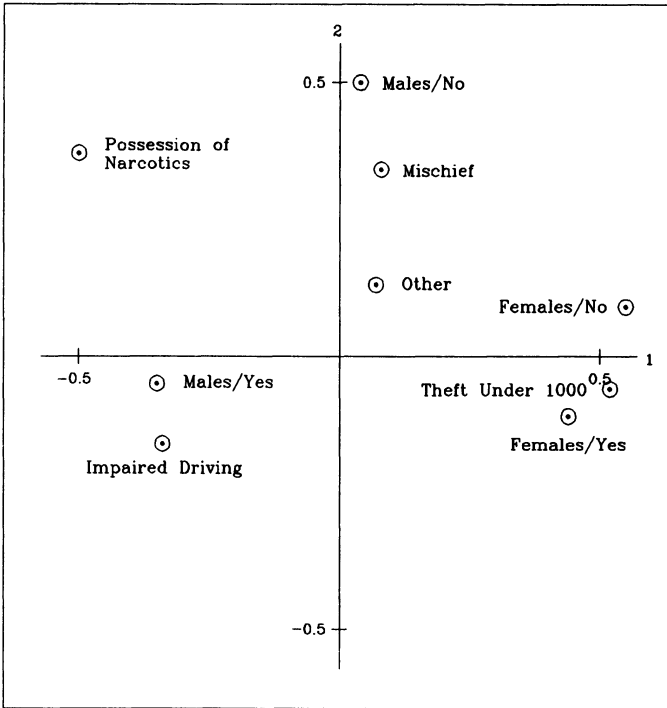 2
0.5
Males/No
Possession of
Narcotics
Mischief
Other
Females/No
1
-0.5
0.5
Males/Yes
Theft Under 1000
Impaired Driving
Females/Yes
-0.5